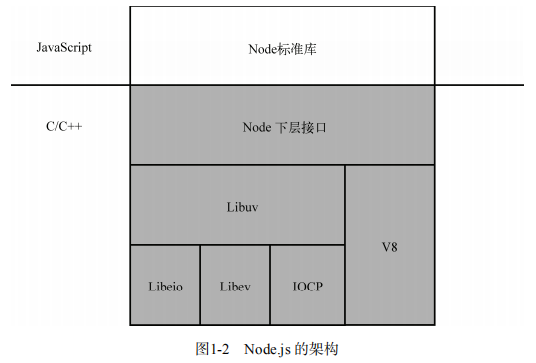 JavaScript
Node标准库
C/C++
Node 下层接口
Libuv
V8
Libeio
Libev
IOCP
图1-2 Node.js 的架构